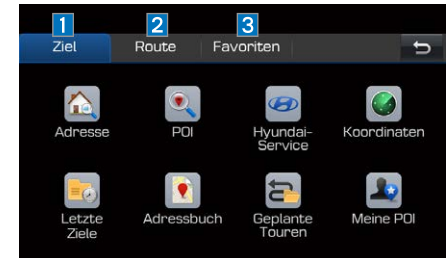 1 2 3
Ziel Route Favoriten
Adresse POI Hyundai-
Service Koordinaten
Letzte
Ziele Adressbuch Geplante
Touren Meine POI